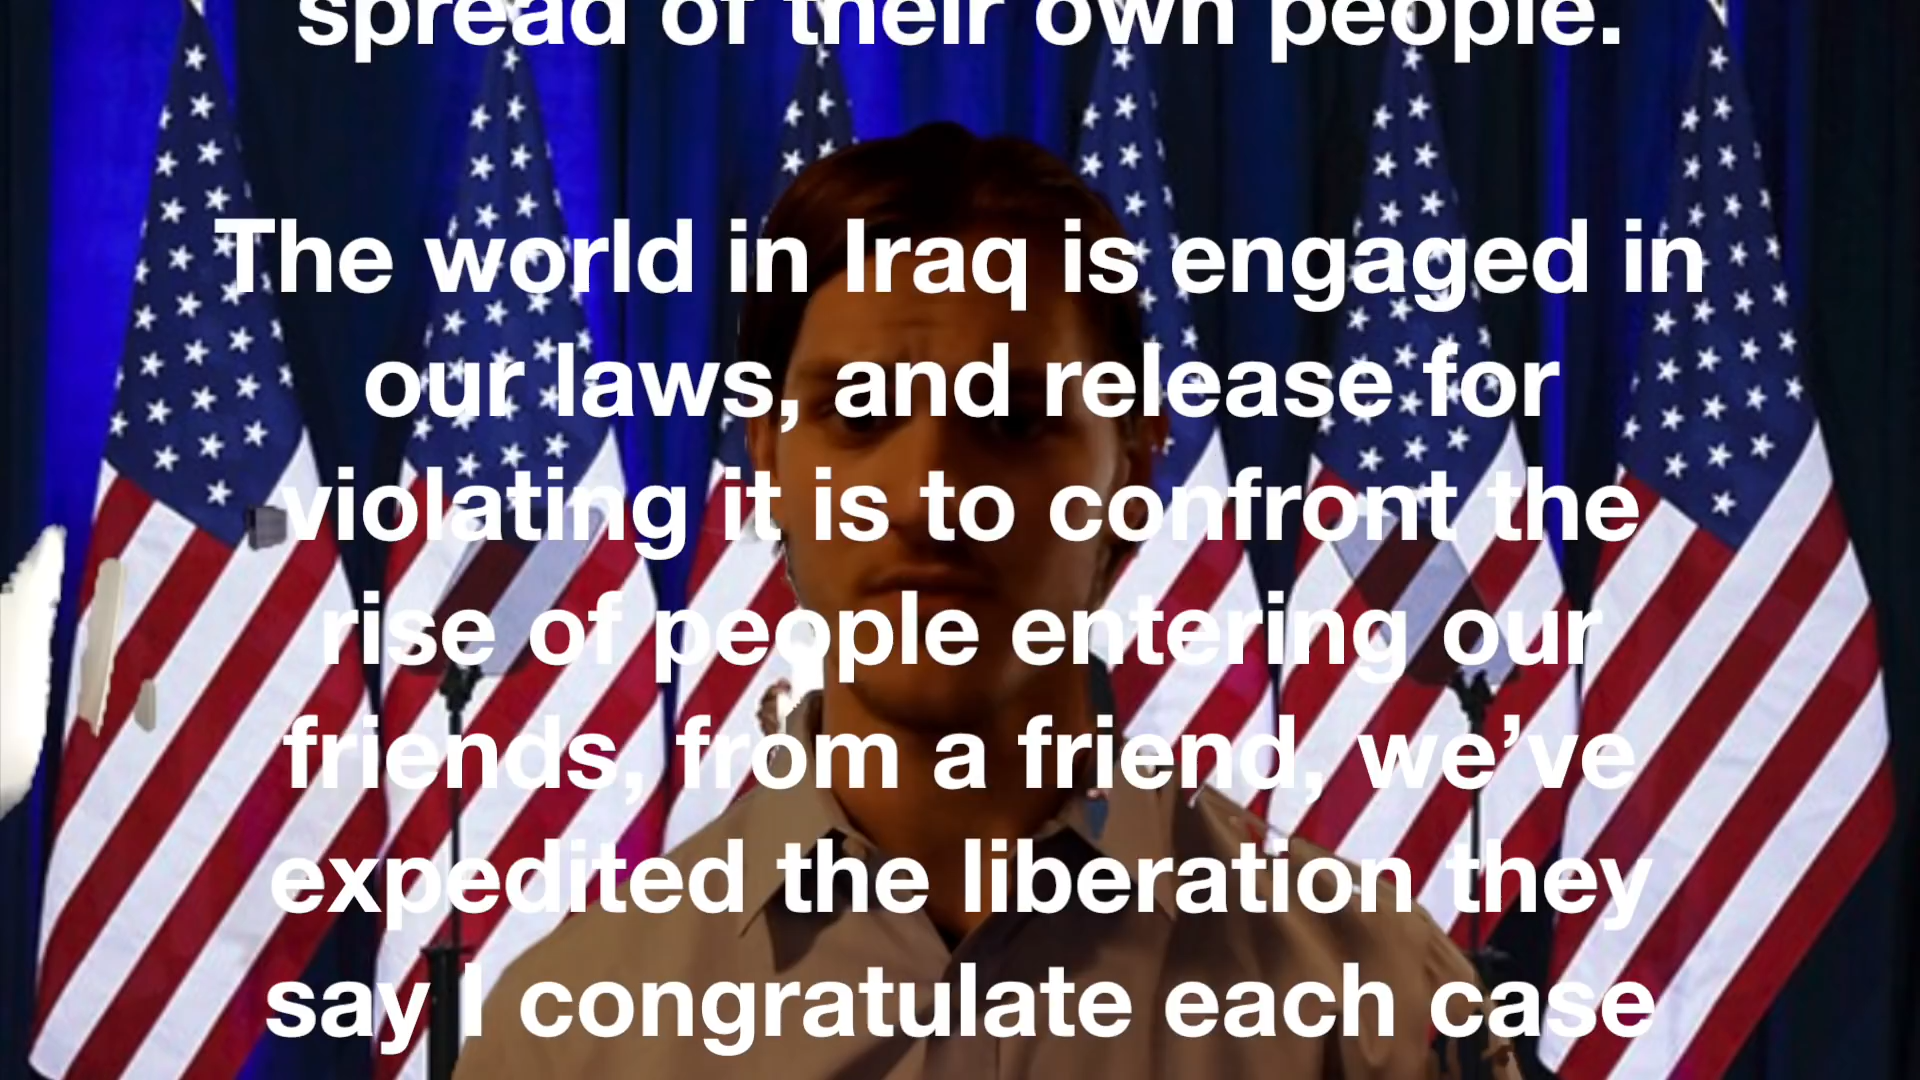 spread of their own people.
The world in Iraq is engaged in
our laws, and release for
violating it is to confront the
rise of people entering our
friends, from a friend, we’ve
expedited the liberation they
say I congratulate each case